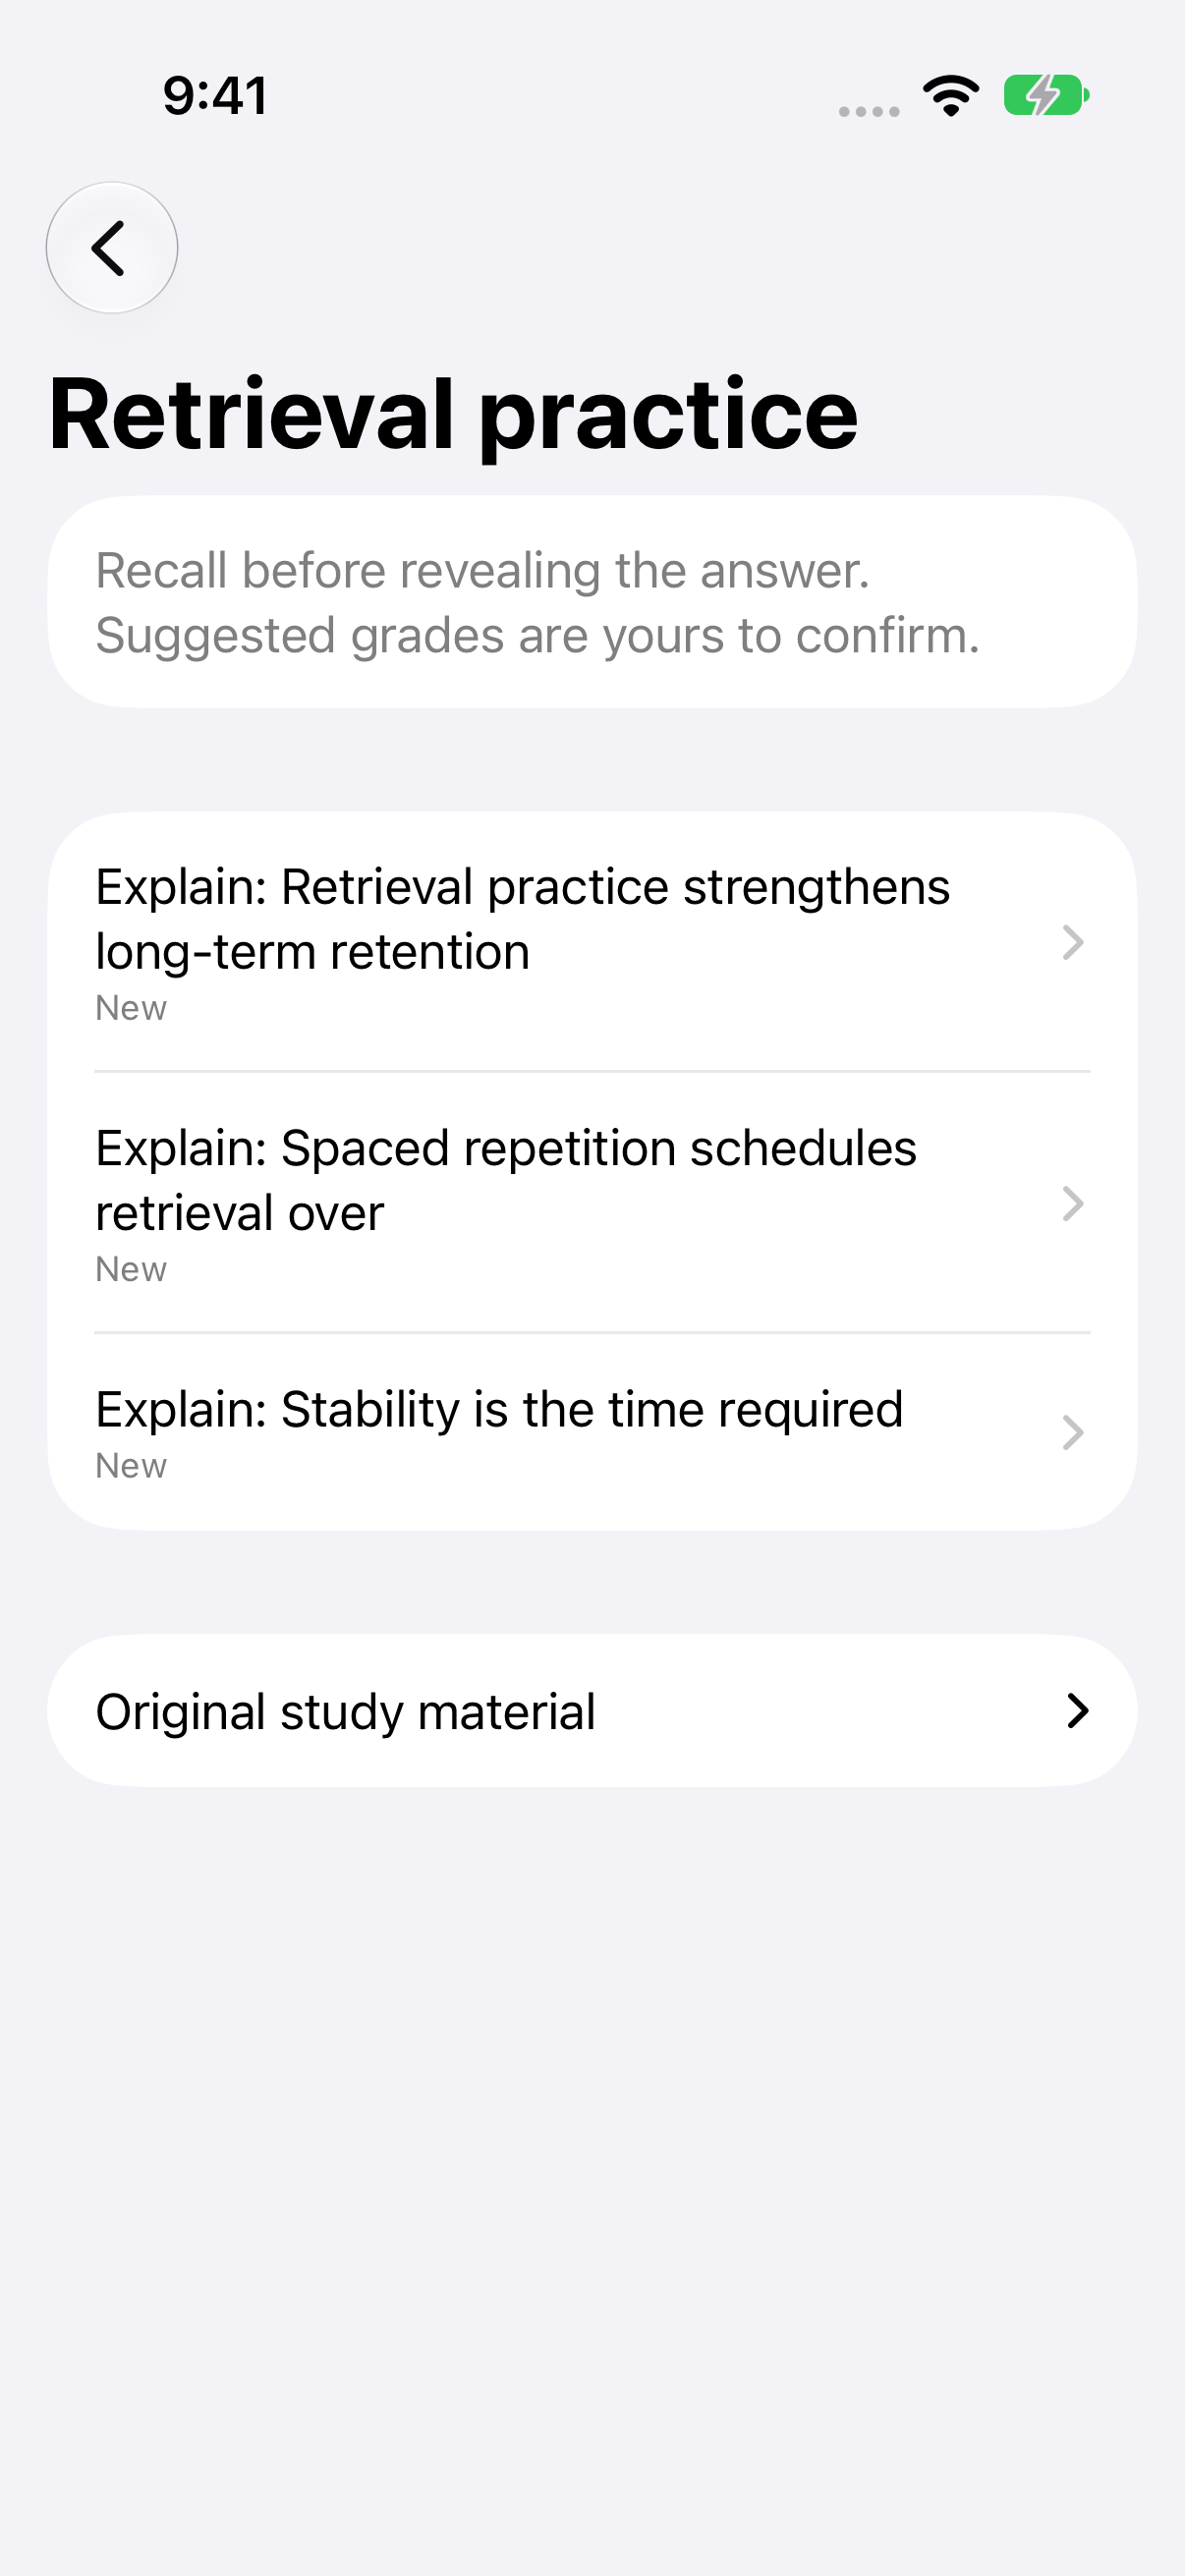 9:41
Retrieval practice
Recall before revealing the answer.
Suggested grades are yours to confirm.
Explain: Retrieval practice strengthens
long-term retention
New
Explain: Spaced repetition schedules
retrieval over
New
Explain: Stability is the time required
New
Original study material